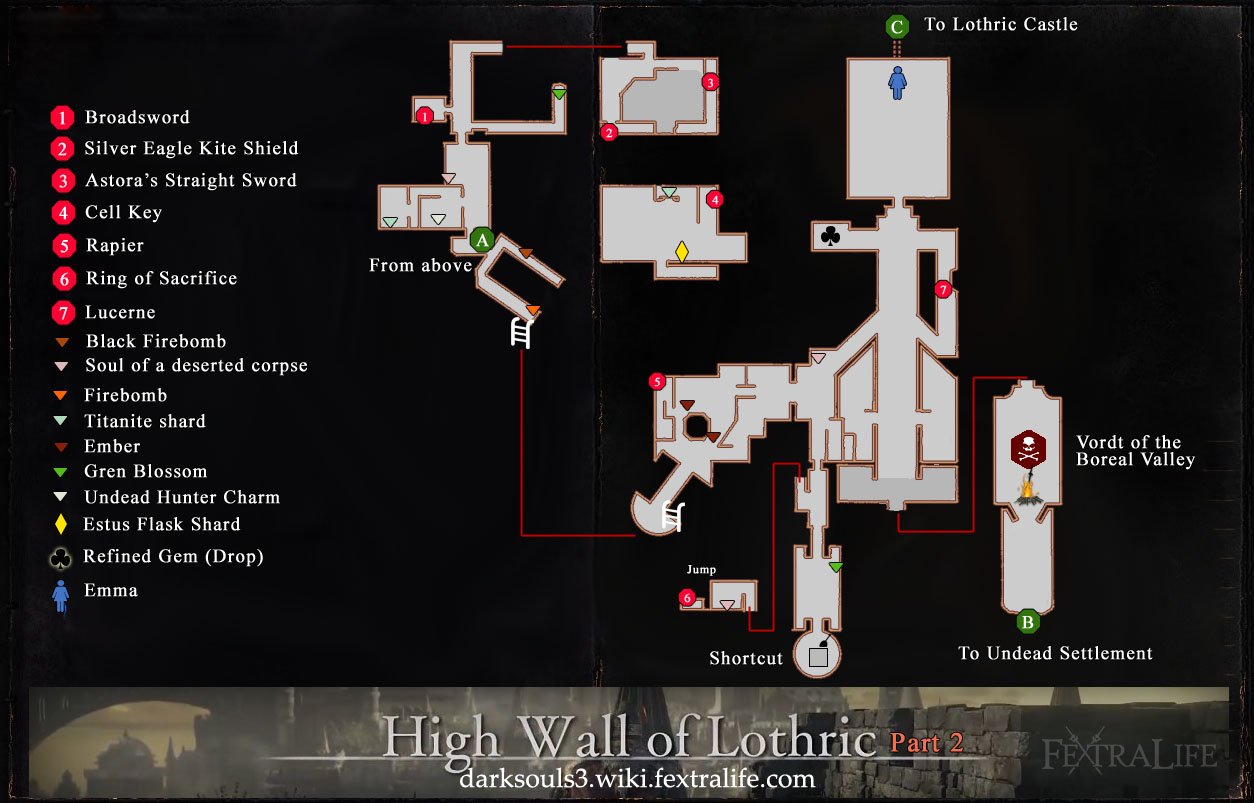 C To Lothric Castle
1 Broadsword
2 Silver Eagle Kite Shield
3 Astora's Straight Sword
4 Cell Key
5 Rapier
6 Ring of Sacrifice
7 Lucerne
Black Firebomb
Soul of a deserted corpse
Firebomb
Titanite shard
Ember
Gren Blossom
Undead Hunter Charm
Estus Flask Shard
Refined Gem (Drop)
Emma
1
2
3
4
A
From above
7
5
Vordt of the
Boreal Valley
Jump
6
B
Shortcut
To Undead Settlement
High Wall of Lothric Part 2
darksouls3.wiki.fextralife.com
FEXTRALIFE